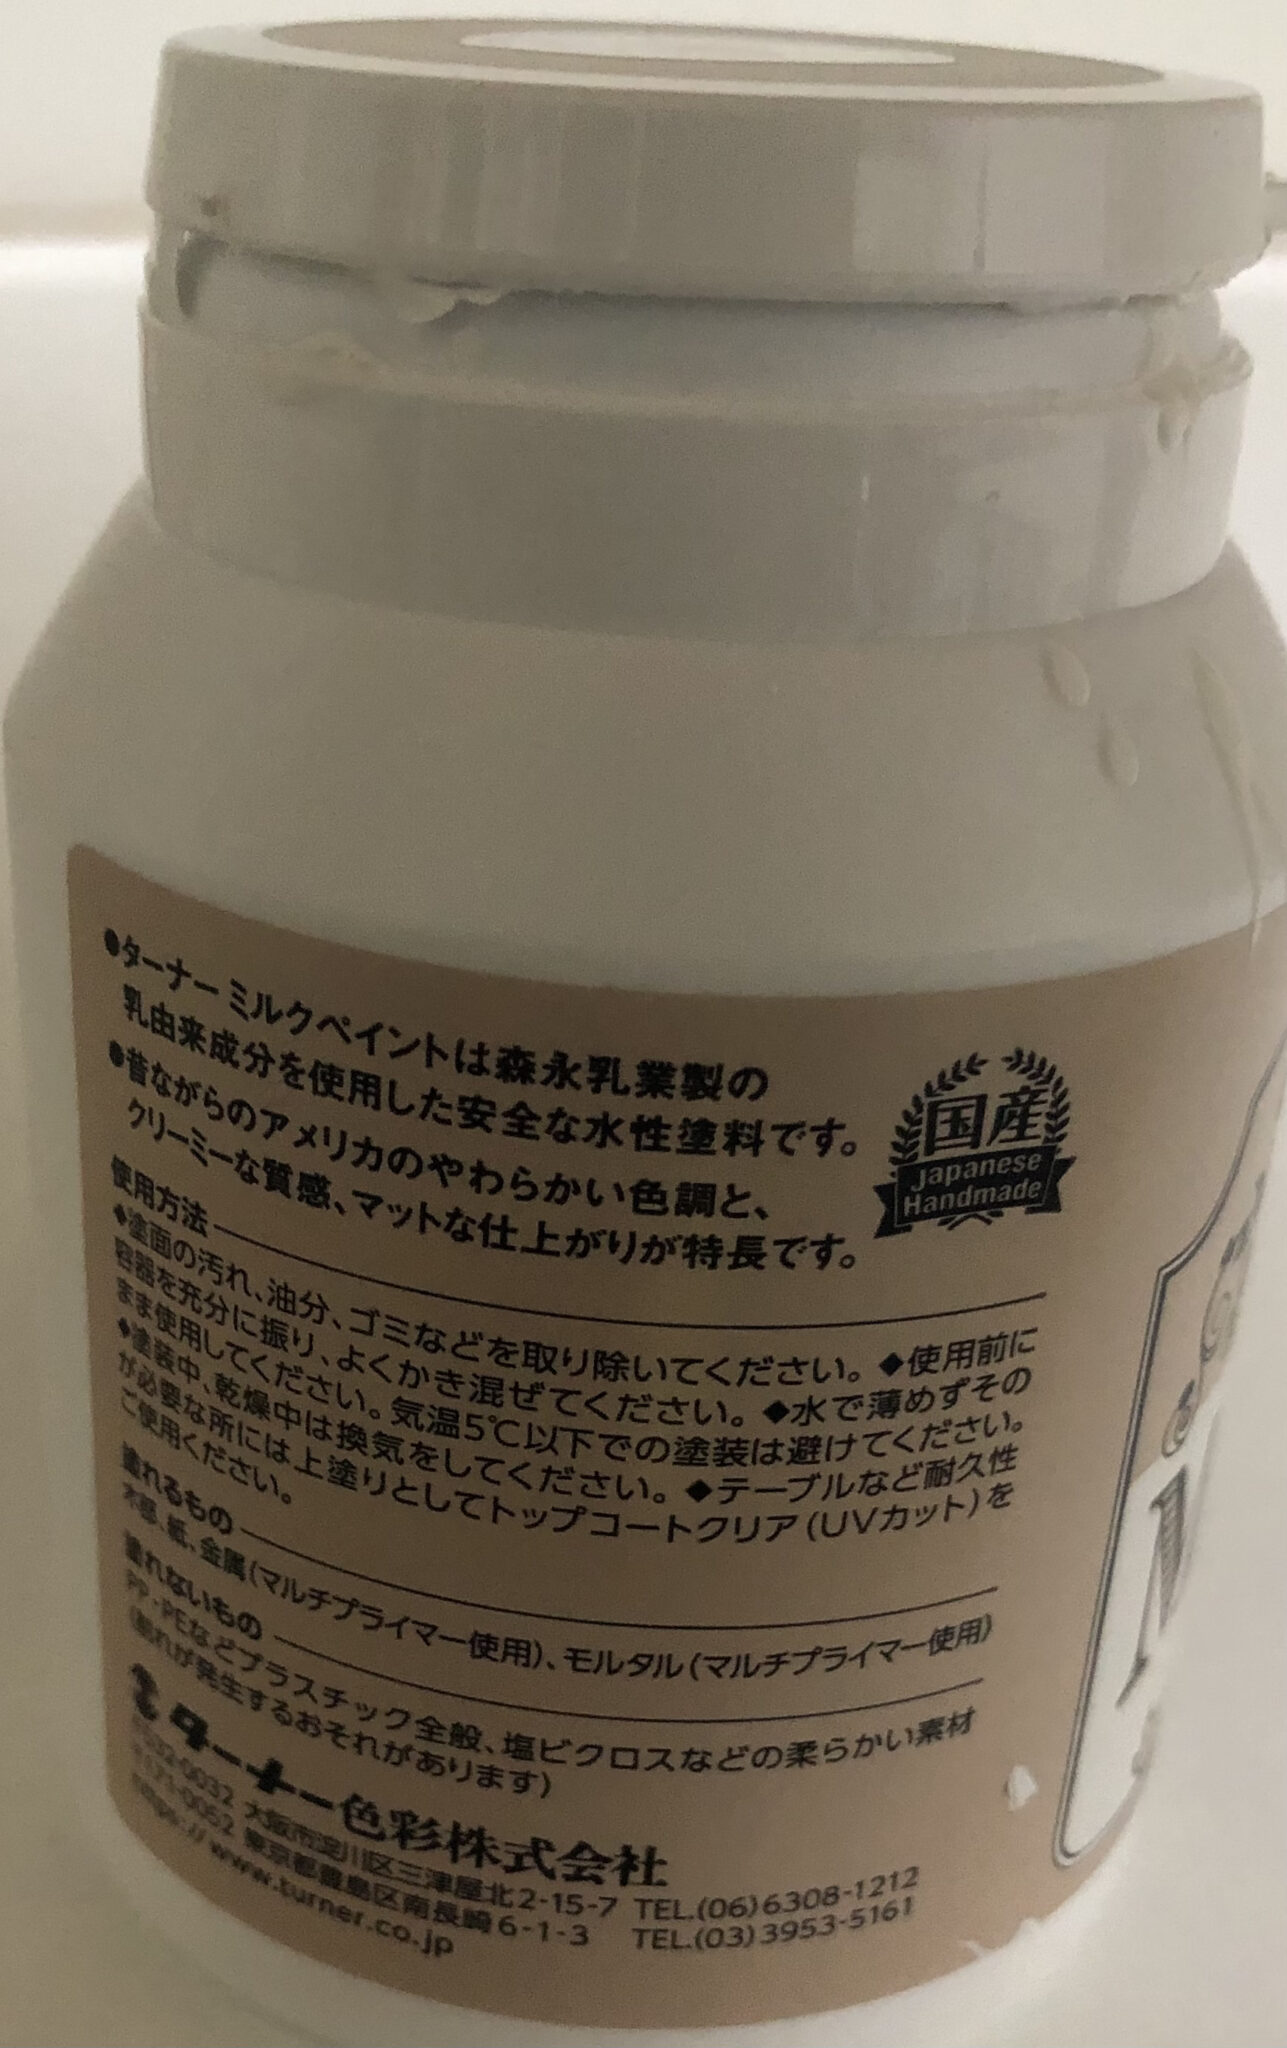 ●ターナー ミルクペイントは森永乳業製の
乳由来成分を使用した安全な水性塗料です。
●昔ながらのアメリカのやわらかい色調と、
クリーミーな質感、マットな仕上がりが特長です。
国産
Japanese
Handmade
使用方法
◆塗面の汚れ、油分、ゴミなどを取り除いてください。◆使用前に
容器を充分に振り、よくかき混ぜてください。◆水で薄めずその
まま使用してください。気温5℃以下での塗装は避けてください。
◆塗装中、乾燥中は換気をしてください。◆テーブルなど耐久性
が必要な所には上塗りとしてトップコートクリア(UVカット)を
ご使用ください。
塗れるもの
木部、紙、金属(マルチプライマー使用)、モルタル(マルチプライマー使用)
塗れないもの
PP・PEなどプラスチック全般、塩ビクロスなどの柔らかい素材
(割れが発生するおそれがあります)
ターナー色彩株式会社
〒532-0032 大阪市淀川区三津屋北2-15-7 TEL.(06)6308-1212
〒171-0052 東京都豊島区南長崎6-1-3 TEL.(03)3953-5161
https://www.turner.co.jp